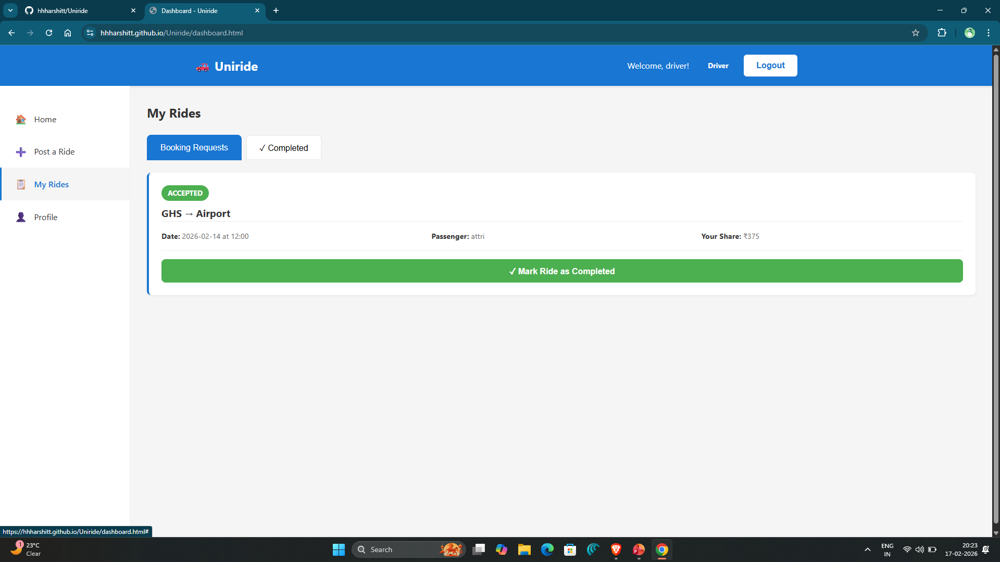 hhharshitt/Uniride
Dashboard - Uniride
hhharshitt.github.io/Uniride/dashboard.html
Uniride
Welcome, driver!
Driver
Logout
Home
Post a Ride
My Rides
Profile
My Rides
Booking Requests
✓ Completed
ACCEPTED
GHS → Airport
Date: 2026-02-14 at 12:00
Passenger: attri
Your Share: ₹375
✓ Mark Ride as Completed
https://hhharshitt.github.io/Uniride/dashboard.html#
1
23°C
Clear
Search
ENG
IN
20:23
17-02-2026